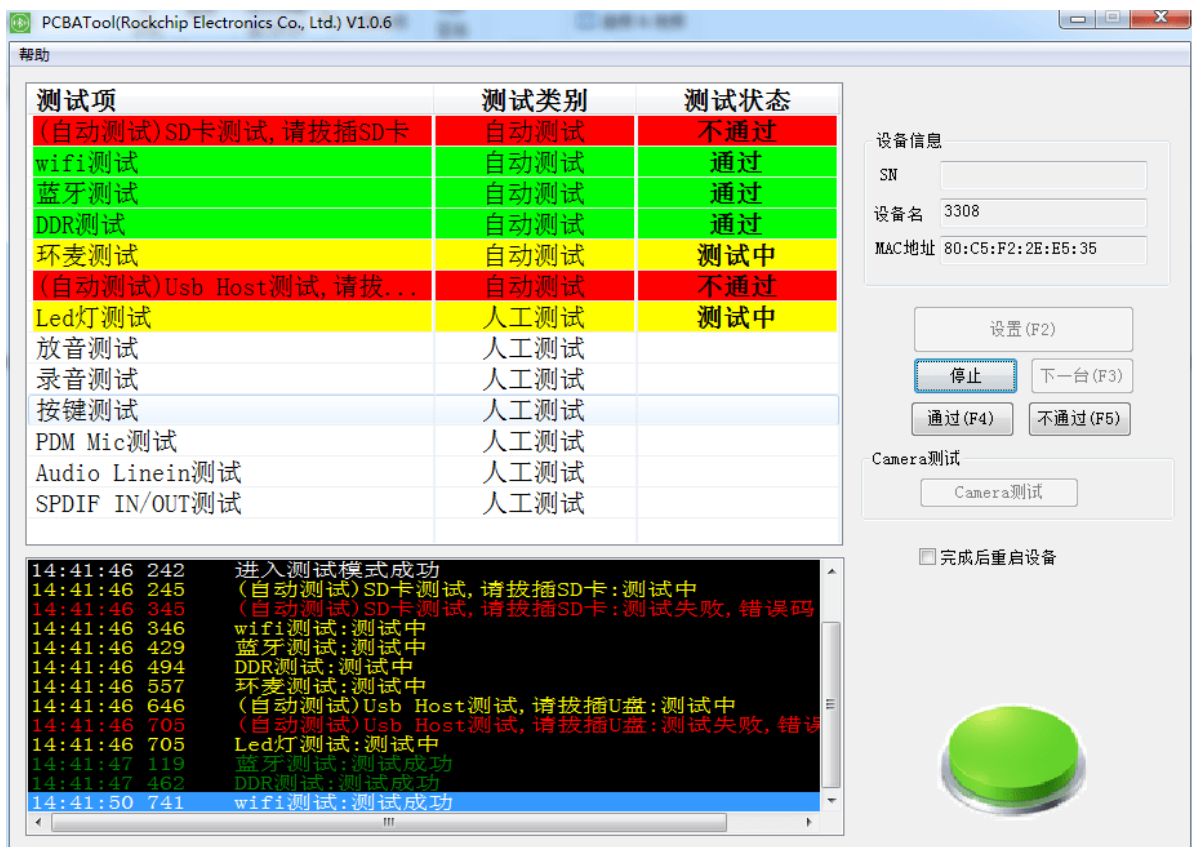 PCBATool(Rockchip Electronics Co., Ltd.) V1.0.6
帮助
测试项 测试类别 测试状态
(自动测试)SD卡测试,请拔插SD卡 自动测试 不通过
wifi测试 自动测试 通过
蓝牙测试 自动测试 通过
DDR测试 自动测试 通过
环麦测试 自动测试 测试中
(自动测试)Usb Host测试,请拔... 自动测试 不通过
Led灯测试 人工测试 测试中
放音测试 人工测试
录音测试 人工测试
按键测试 人工测试
PDM Mic测试 人工测试
Audio Linein测试 人工测试
SPDIF IN/OUT测试 人工测试
设备信息
SN
设备名 3308
MAC地址 80:C5:F2:2E:E5:35
设置(F2)
停止 下一台(F3)
通过(F4) 不通过(F5)
Camera测试
Camera测试
完成后重启设备
14:41:46 242 进入测试模式成功
14:41:46 245 (自动测试)SD卡测试,请拔插SD卡:测试中
14:41:46 345 (自动测试)SD卡测试,请拔插SD卡:测试失败,错误码
14:41:46 346 wifi测试:测试中
14:41:46 429 蓝牙测试:测试中
14:41:46 494 DDR测试:测试中
14:41:46 557 环麦测试:测试中
14:41:46 646 (自动测试)Usb Host测试,请拔插U盘:测试中
14:41:46 705 (自动测试)Usb Host测试,请拔插U盘:测试失败,错误
14:41:46 705 Led灯测试:测试中
14:41:47 119 蓝牙测试:测试成功
14:41:47 462 DDR测试:测试成功
14:41:50 741 wifi测试:测试成功